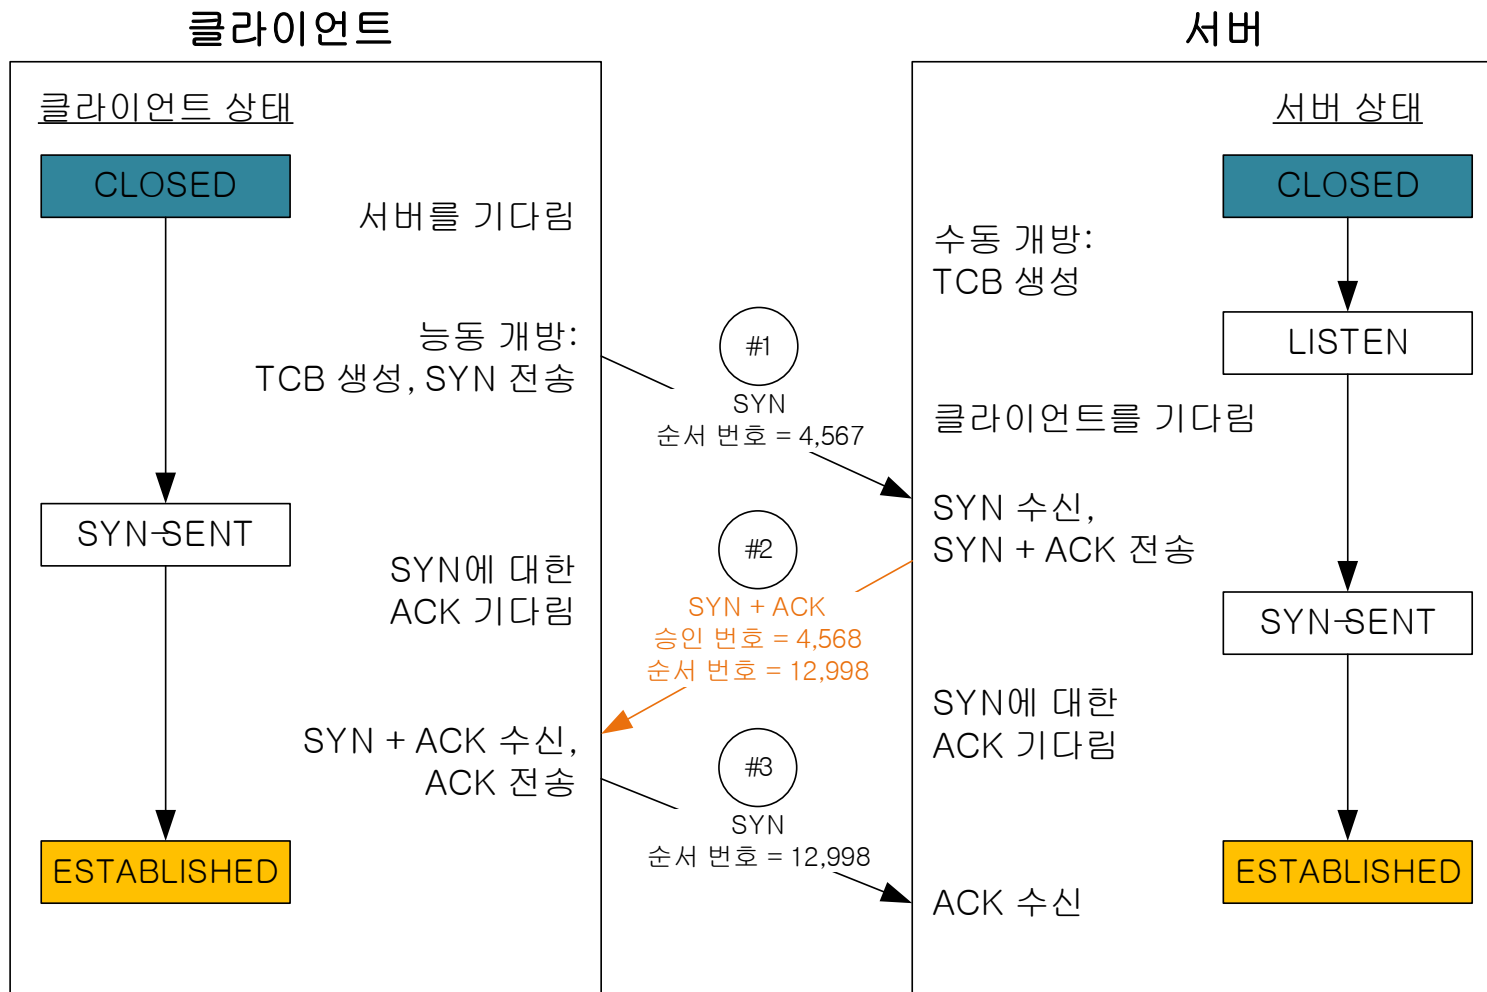 클라이언트
서버
클라이언트 상태
CLOSED
서버를 기다림
능동 개방:
TCB 생성, SYN 전송
SYN-SENT
SYN에 대한
ACK 기다림
SYN + ACK 수신,
ACK 전송
ESTABLISHED
#1
SYN
순서 번호 = 4,567
#2
SYN + ACK
승인 번호 = 4,568
순서 번호 = 12,998
#3
SYN
순서 번호 = 12,998
서버 상태
CLOSED
수동 개방:
TCB 생성
LISTEN
클라이언트를 기다림
SYN 수신,
SYN + ACK 전송
SYN-SENT
SYN에 대한
ACK 기다림
ESTABLISHED
ACK 수신